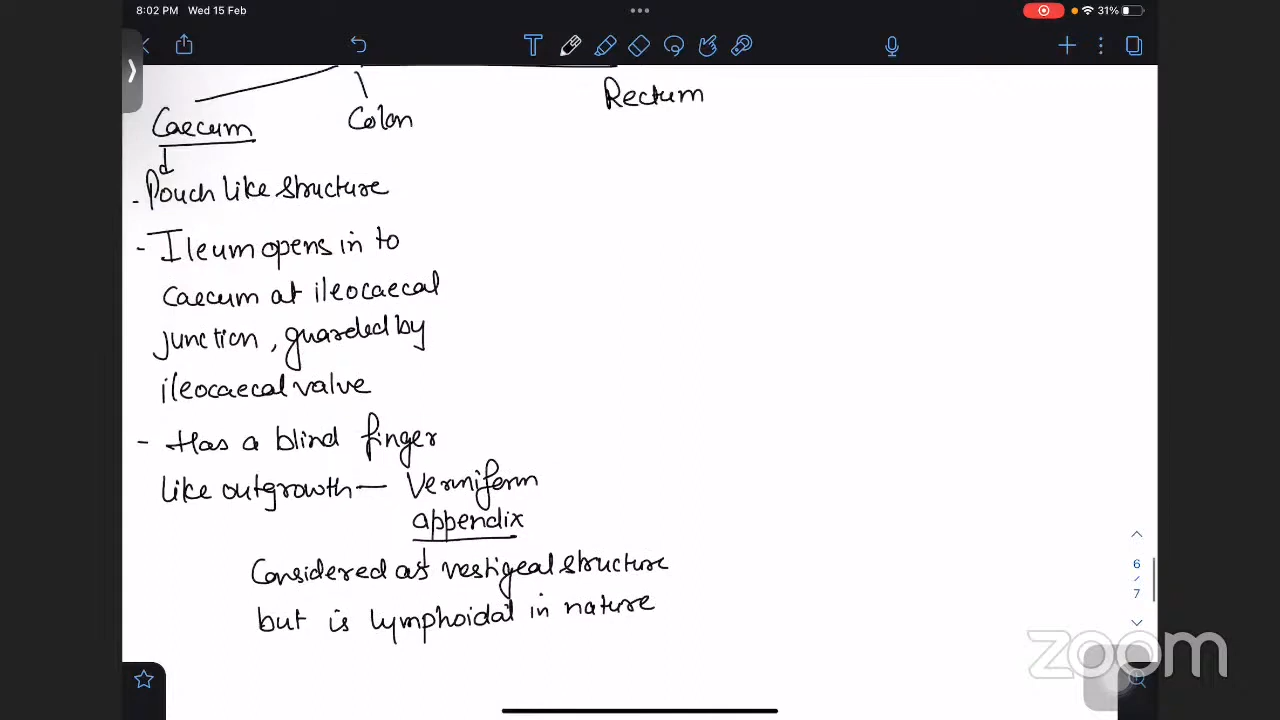 8:02 PM Wed 15 Feb
31%
T
Rectum
Caecum
Colon
- Pouch like structure
- Ileum opens in to
Caecum at ileocaecal
junction, guarded by
ileocaecal valve
- Has a blind finger
like outgrowth — Vermiform
appendix
Considered as vestigeal structure
but is lymphoidal in nature
6
/
7
zoom